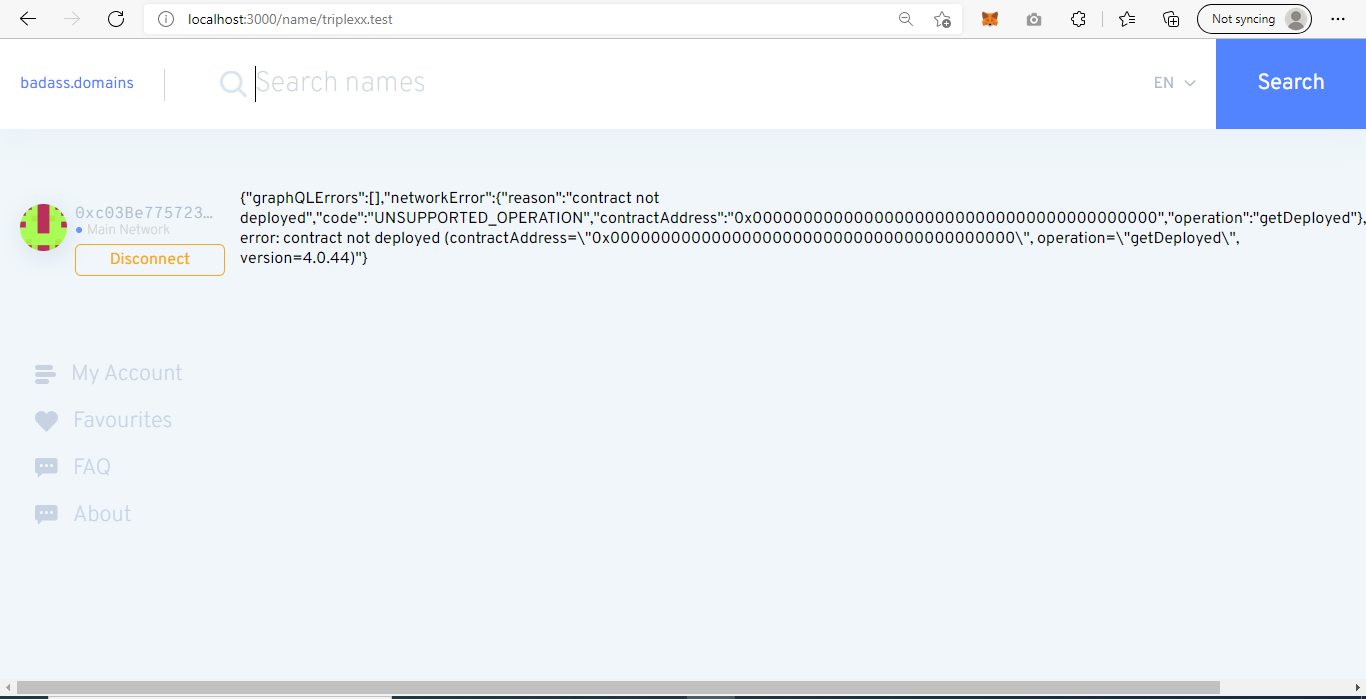 localhost:3000/name/triplexx.test
Not syncing
badass.domains
Search names
EN
Search
0xc03Be775723...
Main Network
Disconnect
{"graphQLErrors":[],"networkError":{"reason":"contract not
deployed","code":"UNSUPPORTED_OPERATION","contractAddress":"0x0000000000000000000000000000000000000000","operation":"getDeployed"},
error: contract not deployed (contractAddress=\"0x0000000000000000000000000000000000000000\", operation=\"getDeployed\",
version=4.0.44)"}
My Account
Favourites
FAQ
About